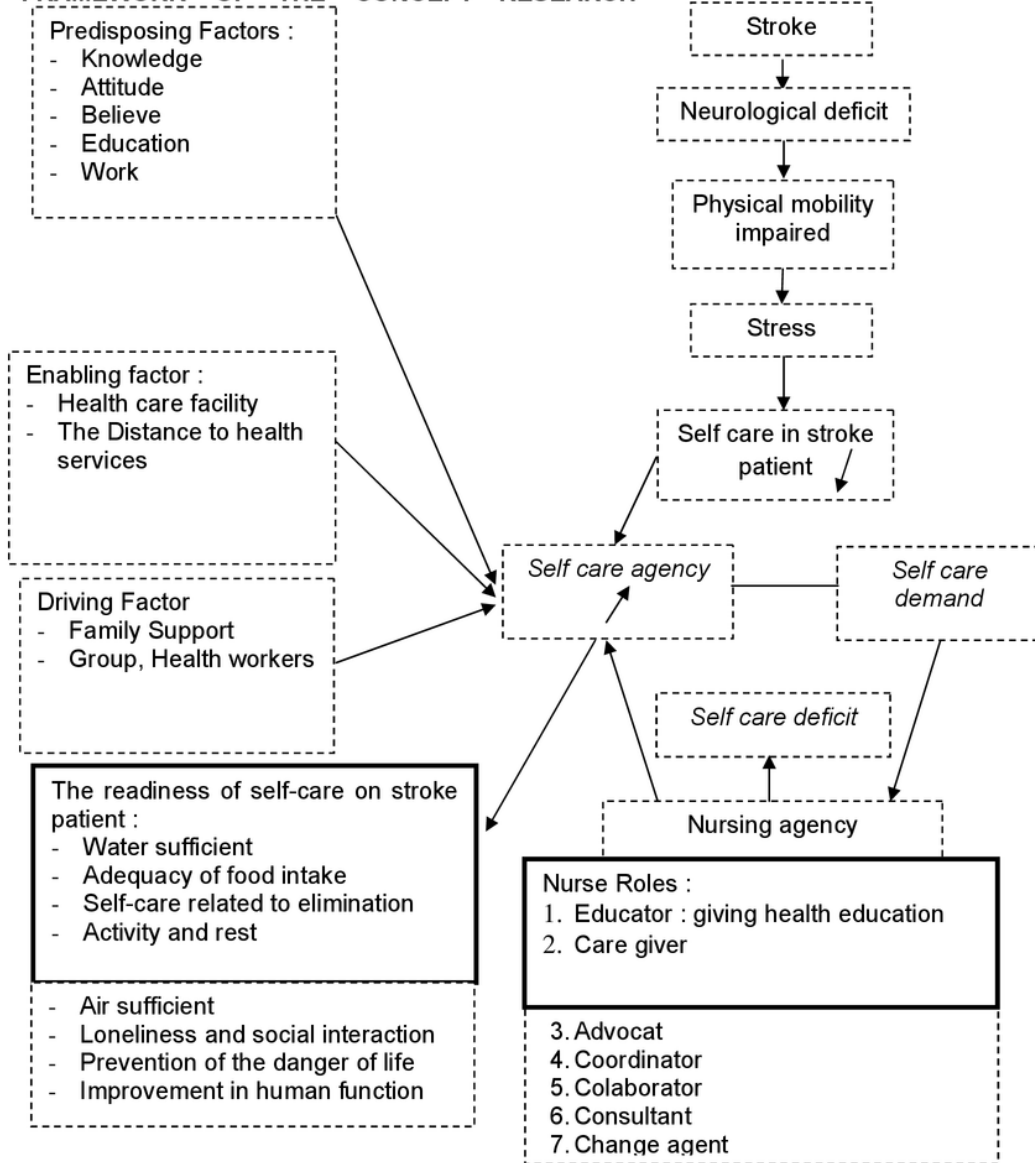 FRAMEWORK OF THE CONCEPT RESEARCH
Predisposing Factors :
- Knowledge
- Attitude
- Believe
- Education
- Work
Stroke
Neurological deficit
Physical mobility
impaired
Stress
Self care in stroke
patient
Enabling factor :
- Health care facility
- The Distance to health
services
Self care agency
Self care
demand
Driving Factor
- Family Support
- Group, Health workers
Self care deficit
Nursing agency
The readiness of self-care on stroke
patient :
- Water sufficient
- Adequacy of food intake
- Self-care related to elimination
- Activity and rest
- Air sufficient
- Loneliness and social interaction
- Prevention of the danger of life
- Improvement in human function
Nurse Roles :
1. Educator : giving health education
2. Care giver
3. Advocat
4. Coordinator
5. Colaborator
6. Consultant
7. Change agent